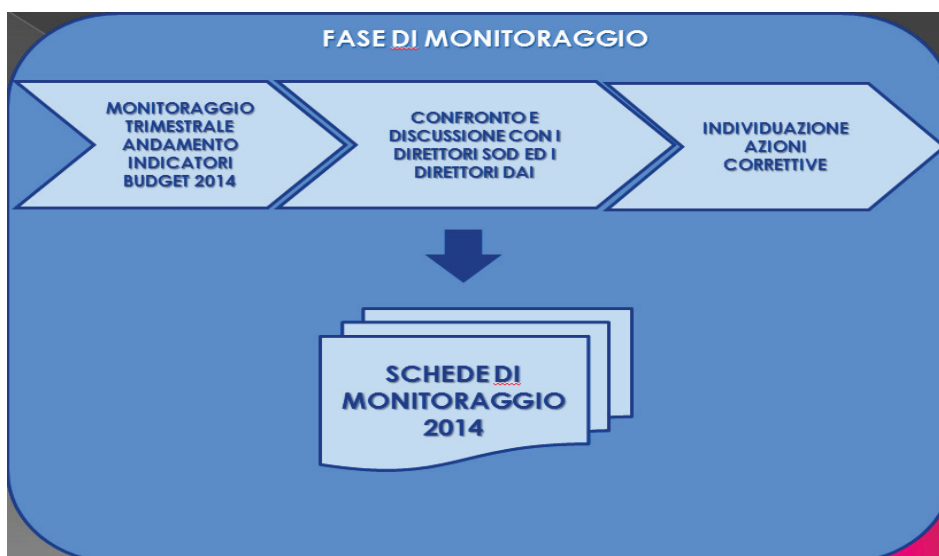 FASE DI MONITORAGGIO
MONITORAGGIO
TRIMESTRALE
ANDAMENTO
INDICATORI
BUDGET 2014
CONFRONTO E
DISCUSSIONE CON I
DIRETTORI SOD ED I
DIRETTORI DAI
INDIVIDUAZIONE
AZIONI
CORRETTIVE
SCHEDE DI
MONITORAGGIO
2014